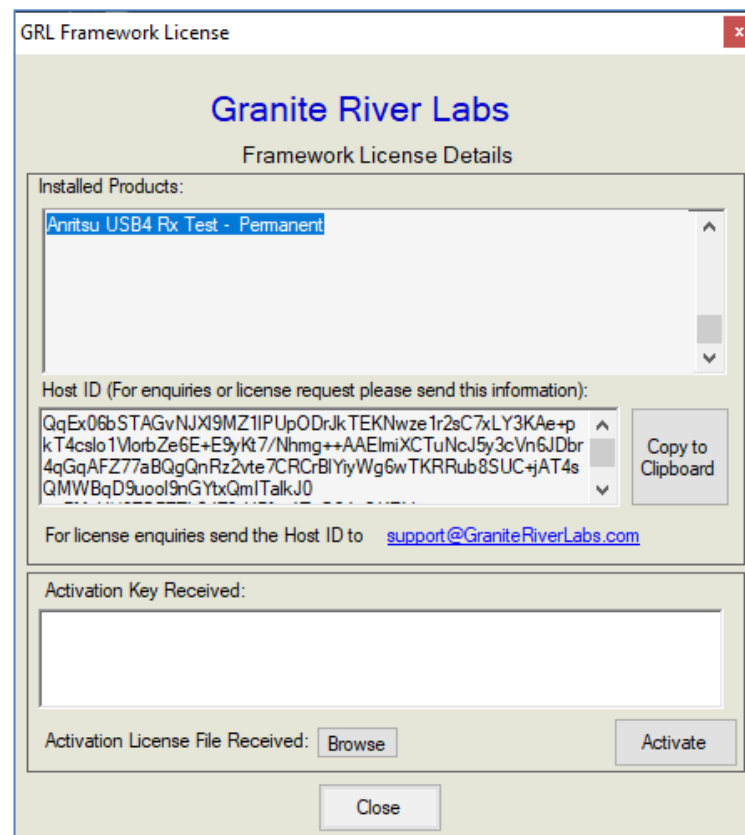 GRL Framework License
x
Granite River Labs
Framework License Details
Installed Products:
Anritsu USB4 Rx Test - Permanent
Host ID (For enquiries or license request please send this information):
QqEx06bSTAGvNJXl9MZ1lPUpODrJkTEKNwze1r2sC7xLY3KAe+p
kT4cslo1VlorbZe6E+E9yKt7/Nhmg++AAElmiXCTuNcJ5y3cVn6JDbr
4qGqAFZ77aBQgQnRz2vte7CRCrBlYiyWg6wTKRRub8SUC+jAT4s
QMWBqD9uool9nGYtxQmlTalkJ0
Copy to
Clipboard
For license enquiries send the Host ID to support@GraniteRiverLabs.com
Activation Key Received:
Activation License File Received: Browse
Activate
Close